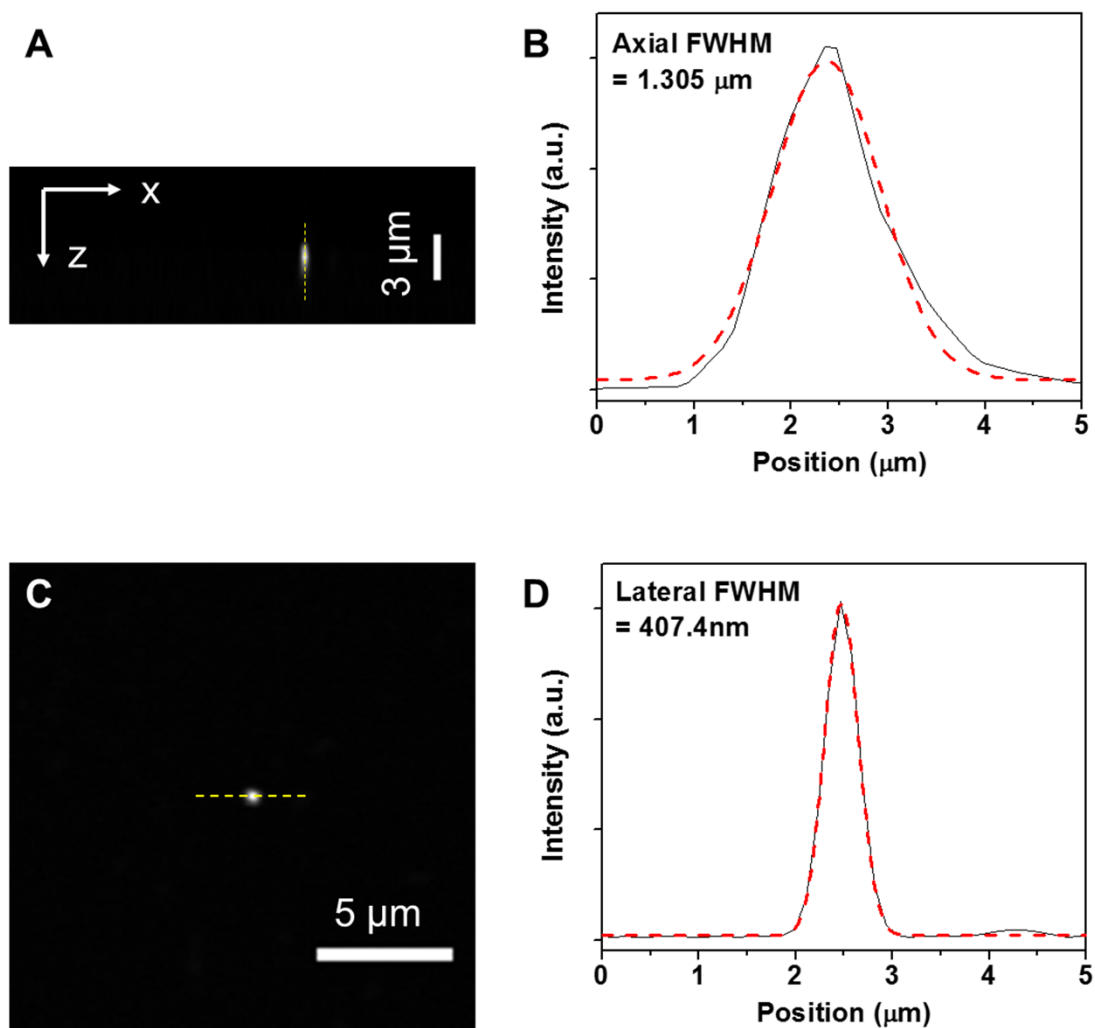 A
x
z
3 μm
B
Axial FWHM
= 1.305 μm
Intensity (a.u.)
0 1 2 3 4 5
Position (μm)
C
5 μm
D
Lateral FWHM
= 407.4nm
Intensity (a.u.)
0 1 2 3 4 5
Position (μm)